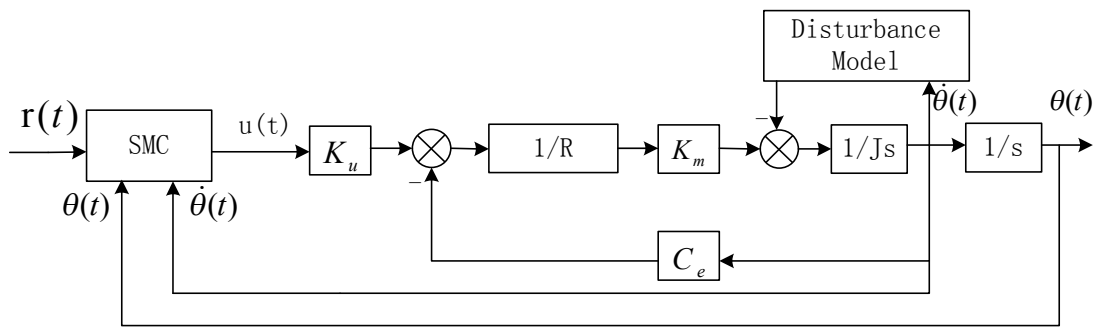 Disturbance
Model
r(t)
SMC
u(t)
K_u
−
1/R
K_m
−
1/Js
θ̇(t)
1/s
θ(t)
θ(t)
θ̇(t)
C_e